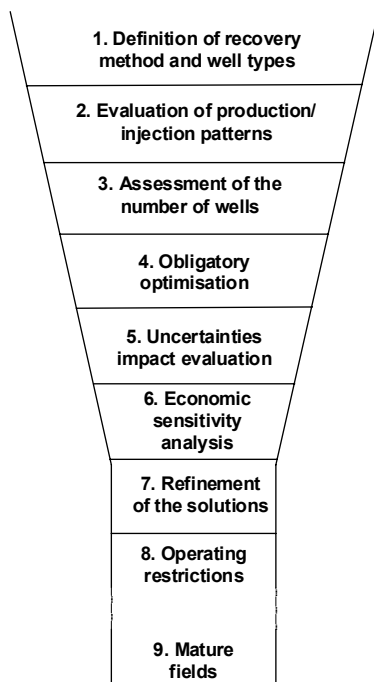 1. Definition of recovery
method and well types
2. Evaluation of production/
injection patterns
3. Assessment of the
number of wells
4. Obligatory
optimisation
5. Uncertainties
impact evaluation
6. Economic
sensitivity
analysis
7. Refinement
of the solutions
8. Operating
restrictions
9. Mature
fields